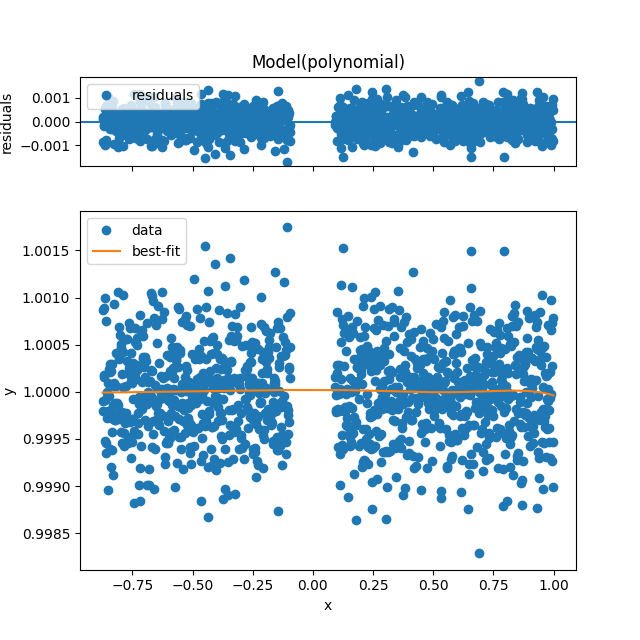 Model(polynomial)
residuals
0.001
0.000
−0.001
residuals
y
1.0015
1.0010
1.0005
1.0000
0.9995
0.9990
0.9985
data
best-fit
−0.75
−0.50
−0.25
0.00
0.25
0.50
0.75
1.00
x